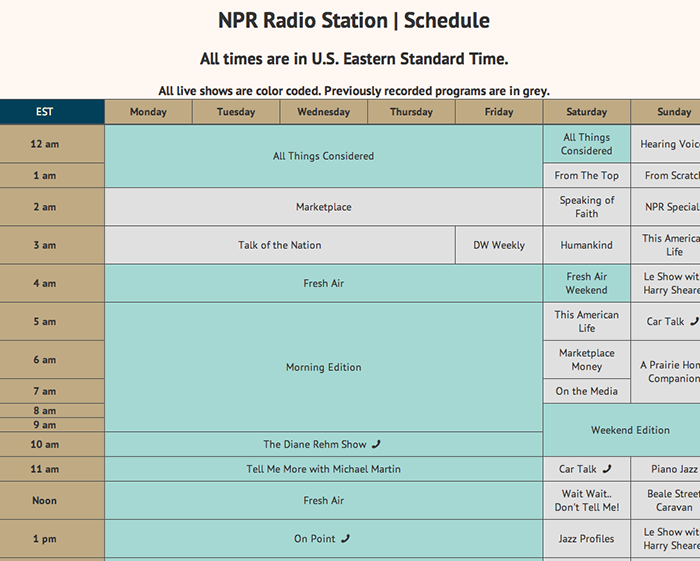 NPR Radio Station | Schedule
All times are in U.S. Eastern Standard Time.
All live shows are color coded. Previously recorded programs are in grey.
EST Monday Tuesday Wednesday Thursday Friday Saturday Sunday
12 am
All Things Considered
All Things
Considered
Hearing Voic
1 am
From The Top
From Scratch
2 am
Marketplace
Speaking of
Faith
NPR Special
3 am
Talk of the Nation
DW Weekly
Humankind
This America
Life
4 am
Fresh Air
Fresh Air
Weekend
Le Show wit
Harry Sheare
5 am
This American
Life
Car Talk
6 am
Morning Edition
Marketplace
Money
A Prairie Hom
Companion
7 am
On the Media
8 am
9 am
Weekend Edition
10 am
The Diane Rehm Show
11 am
Tell Me More with Michael Martin
Car Talk
Piano Jazz
Noon
Fresh Air
Wait Wait..
Don't Tell Me!
Beale Street
Caravan
1 pm
On Point
Jazz Profiles
Le Show wit
Harry Sheare